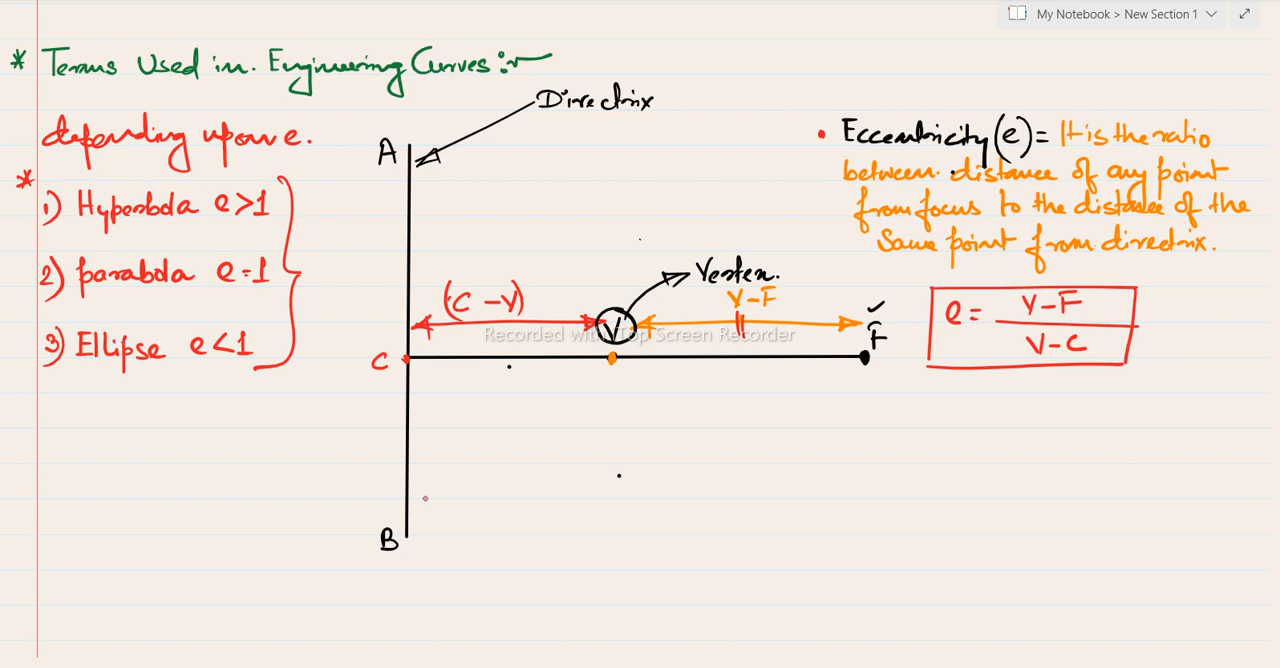 My Notebook > New Section 1
* Terms Used in. Engineering Curves:-
depending upon e.
*
1) Hyperbola e>1
2) parabola e=1
3) Ellipse e<1
Directrix
A
Vertex.
(C-V)
V-F
V
F
C
B
Recorded with Top Screen Recorder
• Eccentricity (e) = It is the ratio
between distance of any point
from focus to the distance of the
Same point from directrix.
e = V-F
V-C